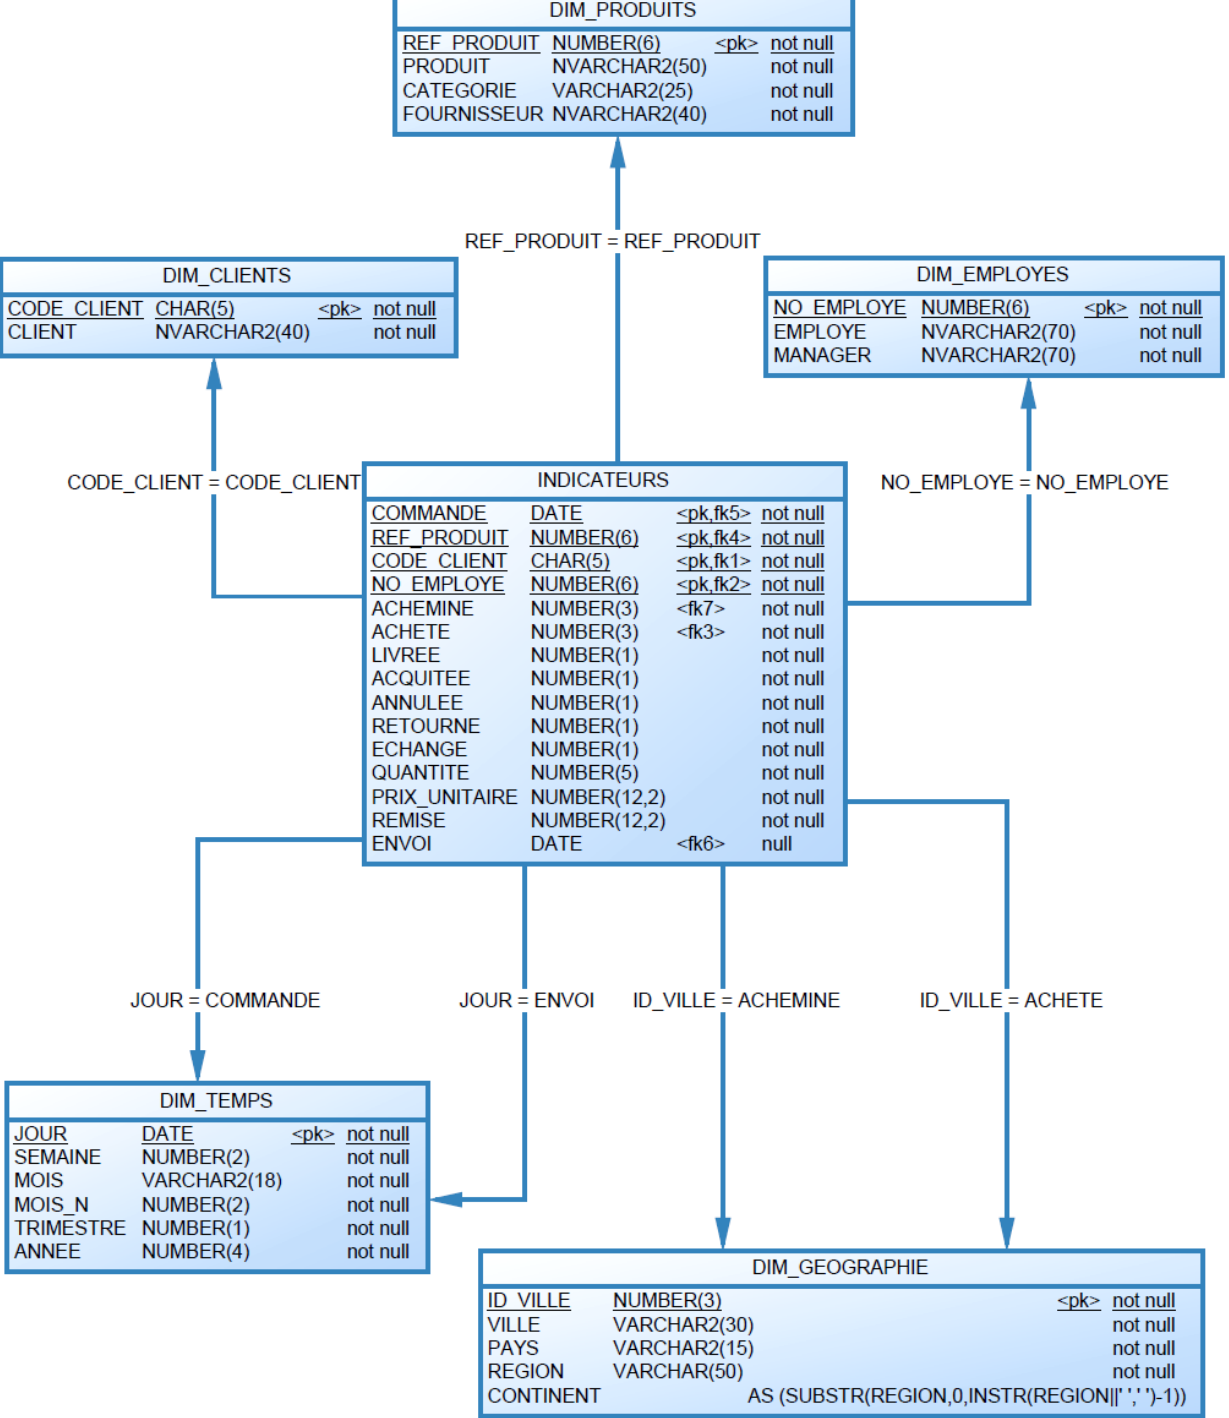 DIM_PRODUITS
REF_PRODUIT NUMBER(6) <pk> not null
PRODUIT NVARCHAR2(50) not null
CATEGORIE VARCHAR2(25) not null
FOURNISSEUR NVARCHAR2(40) not null
REF_PRODUIT = REF_PRODUIT
DIM_CLIENTS
CODE_CLIENT CHAR(5) <pk> not null
CLIENT NVARCHAR2(40) not null
DIM_EMPLOYES
NO_EMPLOYE NUMBER(6) <pk> not null
EMPLOYE NVARCHAR2(70) not null
MANAGER NVARCHAR2(70) not null
CODE_CLIENT = CODE_CLIENT
NO_EMPLOYE = NO_EMPLOYE
INDICATEURS
COMMANDE DATE <pk,fk5> not null
REF_PRODUIT NUMBER(6) <pk,fk4> not null
CODE_CLIENT CHAR(5) <pk,fk1> not null
NO_EMPLOYE NUMBER(6) <pk,fk2> not null
ACHEMINE NUMBER(3) <fk7> not null
ACHETE NUMBER(3) <fk3> not null
LIVREE NUMBER(1) not null
ACQUITEE NUMBER(1) not null
ANNULEE NUMBER(1) not null
RETOURNE NUMBER(1) not null
ECHANGE NUMBER(1) not null
QUANTITE NUMBER(5) not null
PRIX_UNITAIRE NUMBER(12,2) not null
REMISE NUMBER(12,2) not null
ENVOI DATE <fk6> null
JOUR = COMMANDE
JOUR = ENVOI
ID_VILLE = ACHEMINE
ID_VILLE = ACHETE
DIM_TEMPS
JOUR DATE <pk> not null
SEMAINE NUMBER(2) not null
MOIS VARCHAR2(18) not null
MOIS_N NUMBER(2) not null
TRIMESTRE NUMBER(1) not null
ANNEE NUMBER(4) not null
DIM_GEOGRAPHIE
ID_VILLE NUMBER(3) <pk> not null
VILLE VARCHAR2(30) not null
PAYS VARCHAR2(15) not null
REGION VARCHAR(50) not null
CONTINENT AS (SUBSTR(REGION,0,INSTR(REGION||' ',' ')-1))